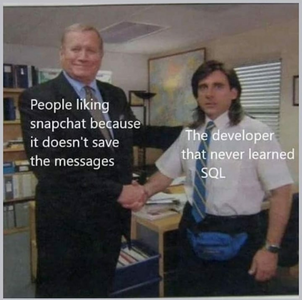 People liking
snapchat because
it doesn't save
the messages
The developer
that never learned
SQL